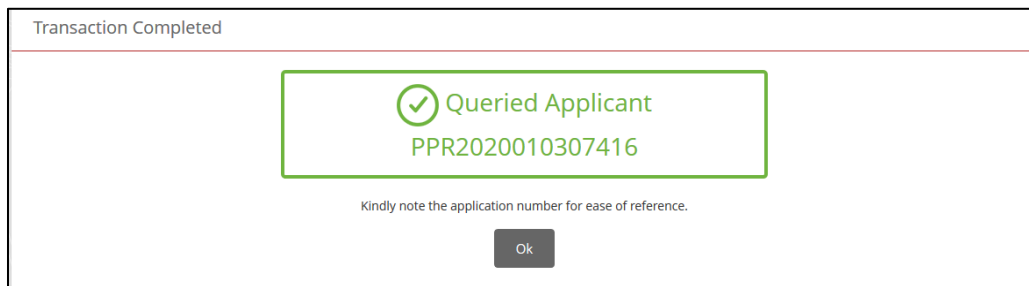 Transaction Completed
Queried Applicant
PPR2020010307416
Kindly note the application number for ease of reference.
Ok